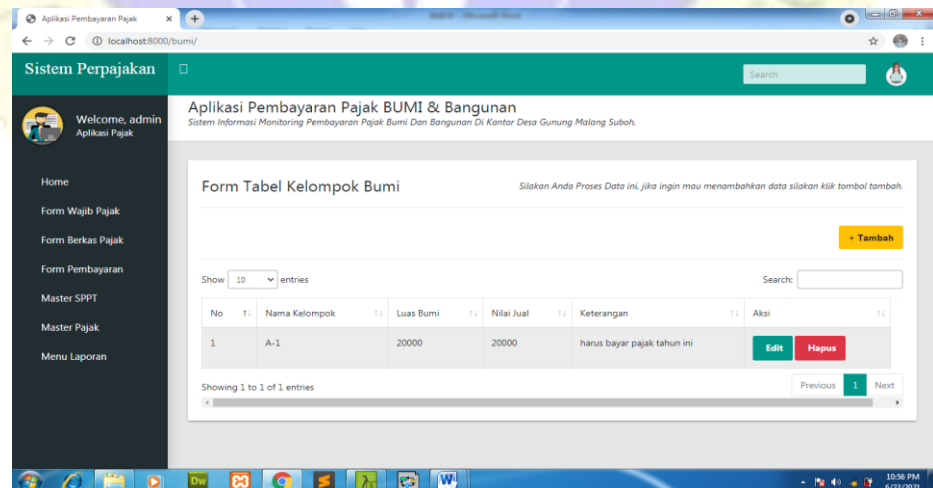 Aplikasi Pembayaran Pajak
localhost:8000/bumi/
Sistem Perpajakan
Search
Welcome, admin
Aplikasi Pajak
Aplikasi Pembayaran Pajak BUMI & Bangunan
Sistem Informasi Monitoring Pembayaran Pajak Bumi Dan Bangunan Di Kantor Desa Gunung Malang Suboh.
Home
Form Wajib Pajak
Form Berkas Pajak
Form Pembayaran
Master SPPT
Master Pajak
Menu Laporan
Form Tabel Kelompok Bumi
Silakan Anda Proses Data ini, jika ingin mau menambahkan data silakan klik tombol tambah.
+ Tambah
Show 10 entries
Search:
No Nama Kelompok Luas Bumi Nilai Jual Keterangan Aksi
1 A-1 20000 20000 harus bayar pajak tahun ini Edit Hapus
Showing 1 to 1 of 1 entries
Previous 1 Next
Dw
10:56 PM
6/23/2021